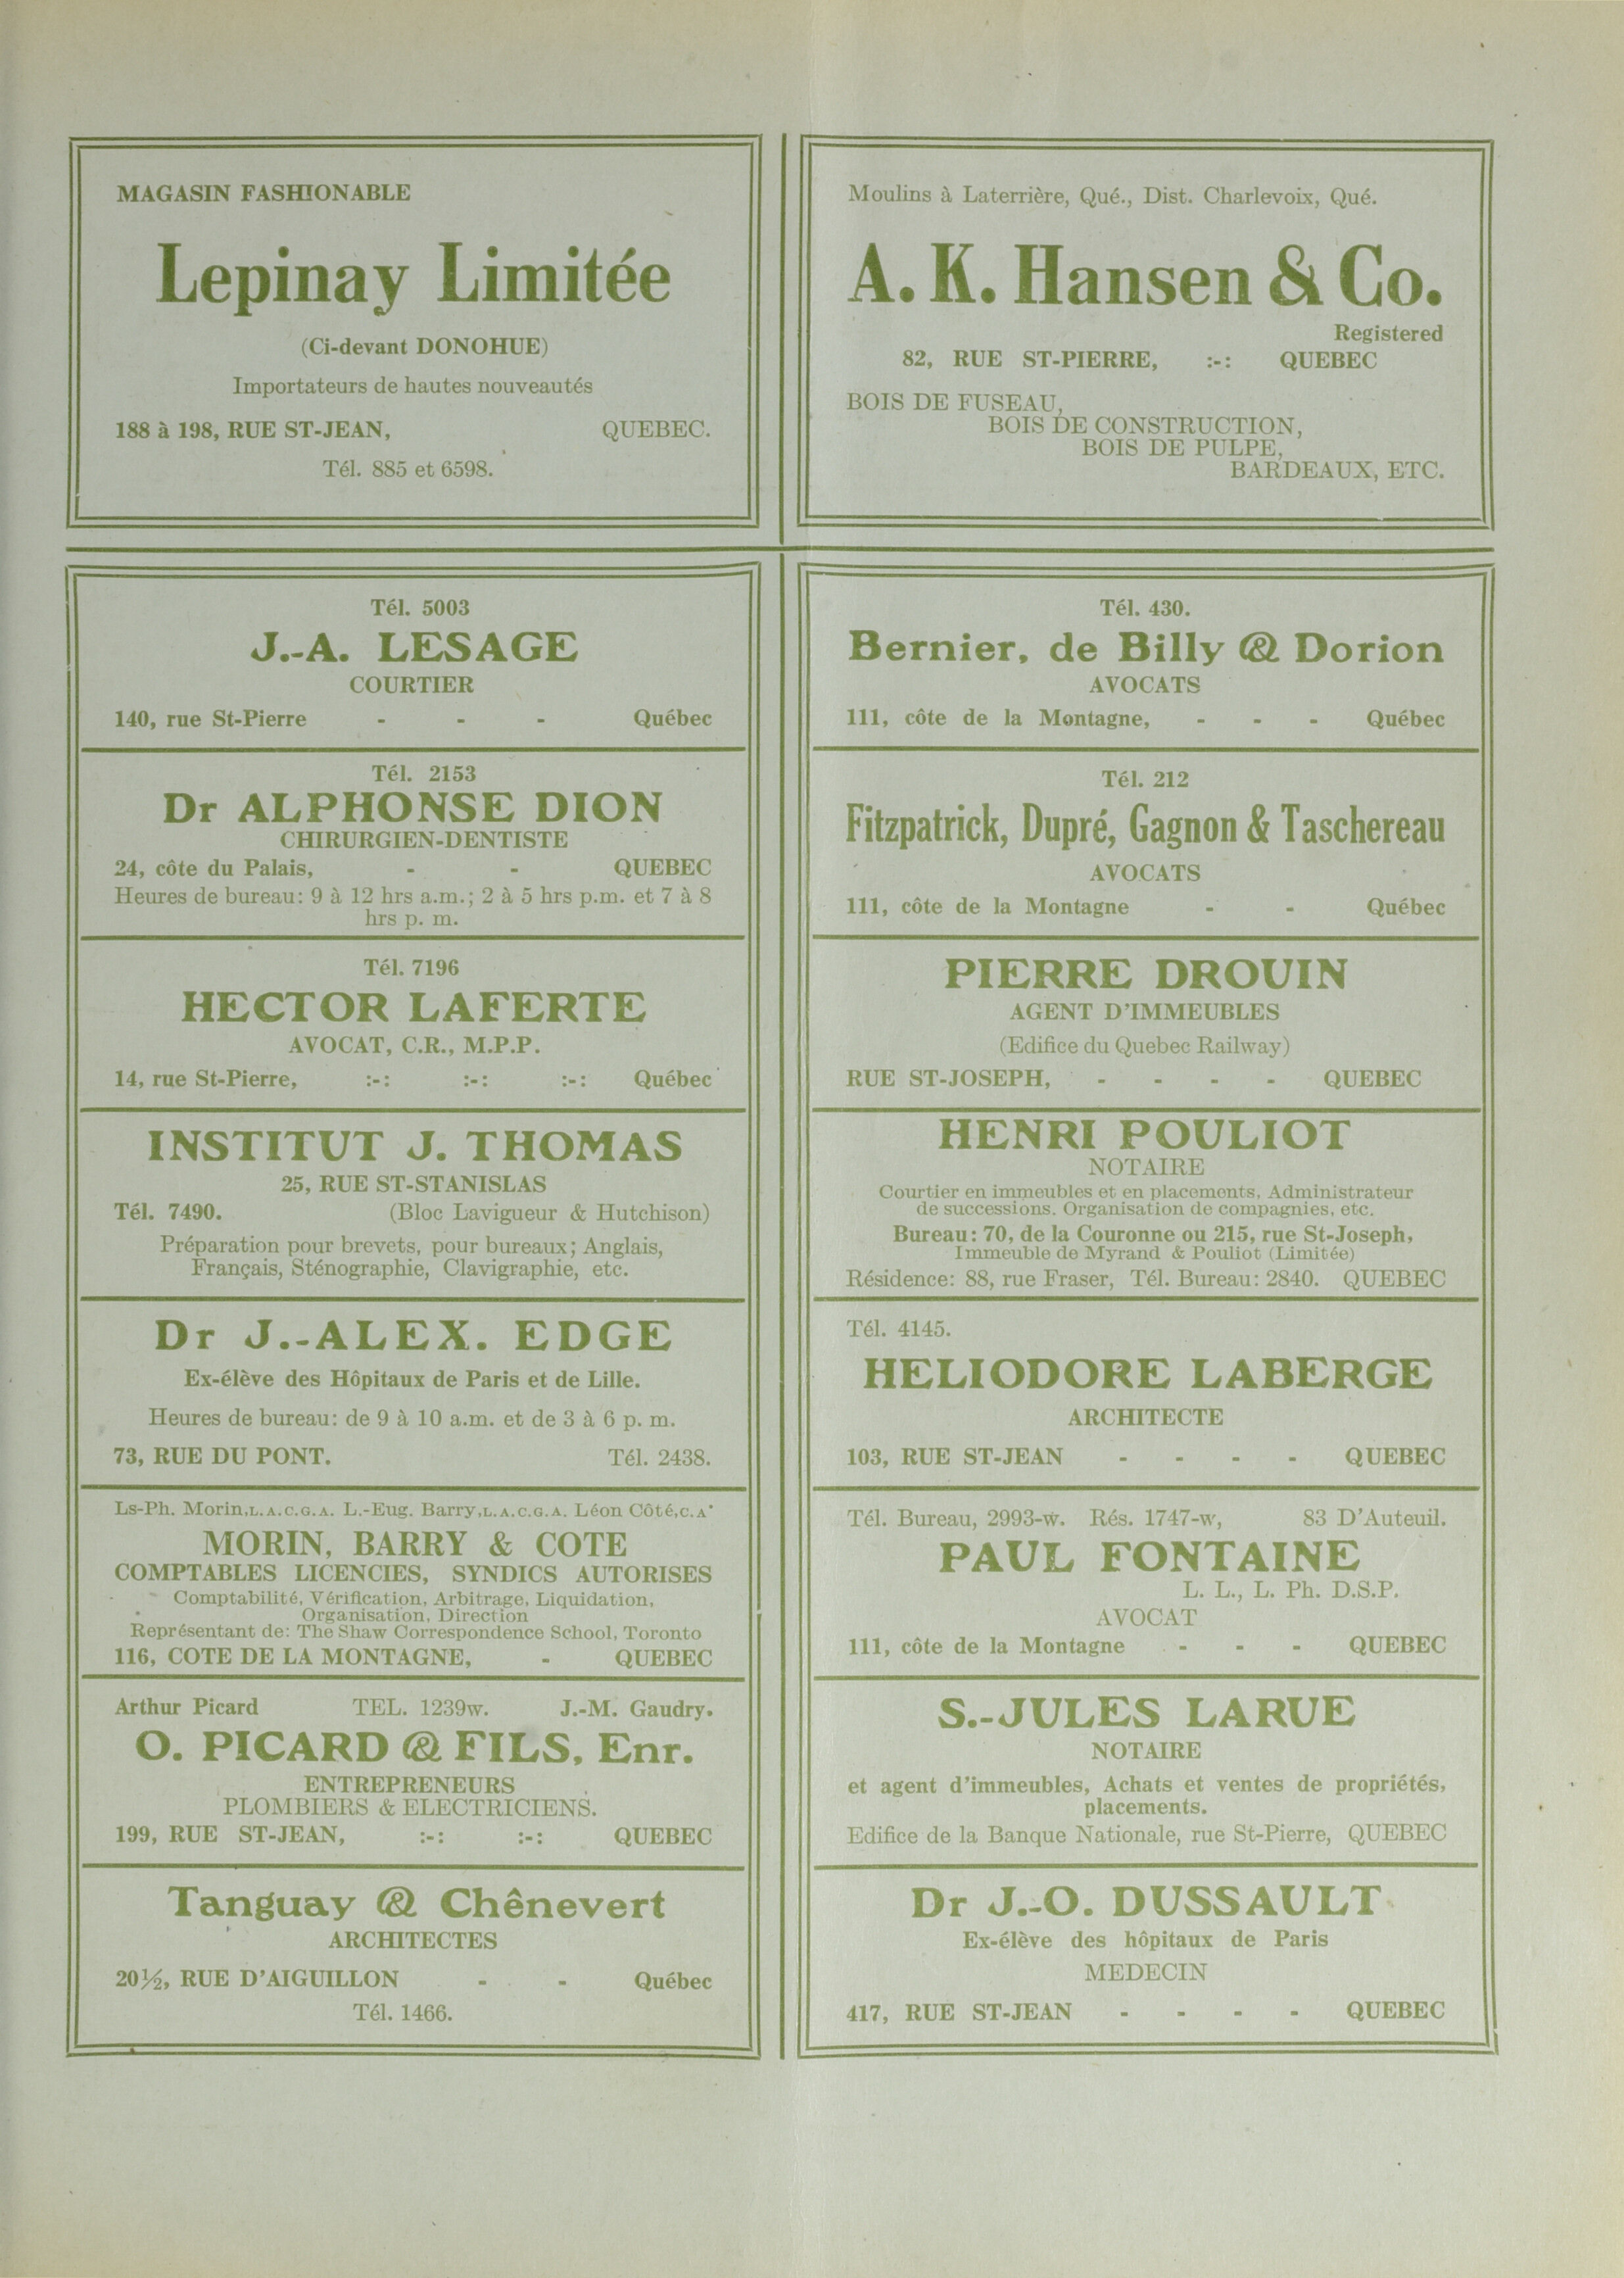 MAGASIN FASHIONABLE
Lepinay Limitée
(Ci-devant DONOHUE)
Importateurs de hautes nouveautés
188 à 198, RUE ST-JEAN, QUEBEC.
Tél. 885 et 6598.
Moulins à Laterrière, Qué., Dist. Charlevoix, Qué.
A. K. Hansen & Co.
Registered
82, RUE ST-PIERRE, :-: QUEBEC
BOIS DE FUSEAU,
BOIS DE CONSTRUCTION,
BOIS DE PULPE,
BARDEAUX, ETC.
Tél. 5003
J.-A. LESAGE
COURTIER
140, rue St-Pierre - - - Québec
Tél. 2153
Dr ALPHONSE DION
CHIRURGIEN-DENTISTE
24, côte du Palais, - - QUEBEC
Heures de bureau: 9 à 12 hrs a.m.; 2 à 5 hrs p.m. et 7 à 8
hrs p. m.
Tél. 7196
HECTOR LAFERTE
AVOCAT, C.R., M.P.P.
14, rue St-Pierre, :-: :-: :-: Québec
INSTITUT J. THOMAS
25, RUE ST-STANISLAS
Tél. 7490. (Bloc Lavigueur & Hutchison)
Préparation pour brevets, pour bureaux; Anglais,
Français, Sténographie, Clavigraphie, etc.
Dr J.-ALEX. EDGE
Ex-élève des Hôpitaux de Paris et de Lille.
Heures de bureau: de 9 à 10 a.m. et de 3 à 6 p. m.
73, RUE DU PONT. Tél. 2438.
Ls-Ph. Morin,L.A.C.G.A. L.-Eug. Barry,L.A.C.G.A. Léon Côté,C.A.
MORIN, BARRY & COTE
COMPTABLES LICENCIES, SYNDICS AUTORISES
Comptabilité, Vérification, Arbitrage, Liquidation,
Organisation, Direction
Représentant de: The Shaw Correspondence School, Toronto
116, COTE DE LA MONTAGNE, - QUEBEC
Arthur Picard TEL. 1239w. J.-M. Gaudry.
O. PICARD & FILS, Enr.
ENTREPRENEURS
PLOMBIERS & ELECTRICIENS.
199, RUE ST-JEAN, :-: :-: QUEBEC
Tanguay & Chênevert
ARCHITECTES
20½, RUE D'AIGUILLON - - Québec
Tél. 1466.
Tél. 430.
Bernier, de Billy & Dorion
AVOCATS
111, côte de la Montagne, - - - Québec
Tél. 212
Fitzpatrick, Dupré, Gagnon & Taschereau
AVOCATS
111, côte de la Montagne - - Québec
PIERRE DROUIN
AGENT D'IMMEUBLES
(Edifice du Quebec Railway)
RUE ST-JOSEPH, - - - - QUEBEC
HENRI POULIOT
NOTAIRE
Courtier en immeubles et en placements, Administrateur
de successions. Organisation de compagnies, etc.
Bureau: 70, de la Couronne ou 215, rue St-Joseph,
Immeuble de Myrand & Pouliot (Limitée)
Résidence: 88, rue Fraser, Tél. Bureau: 2840. QUEBEC
Tél. 4145.
HELIODORE LABERGE
ARCHITECTE
103, RUE ST-JEAN - - - - QUEBEC
Tél. Bureau, 2993-w. Rés. 1747-w, 83 D'Auteuil.
PAUL FONTAINE
L. L., L. Ph. D.S.P.
AVOCAT
111, côte de la Montagne - - - QUEBEC
S.-JULES LARUE
NOTAIRE
et agent d'immeubles, Achats et ventes de propriétés,
placements.
Edifice de la Banque Nationale, rue St-Pierre, QUEBEC
Dr J.-O. DUSSAULT
Ex-élève des hôpitaux de Paris
MEDECIN
417, RUE ST-JEAN - - - - QUEBEC